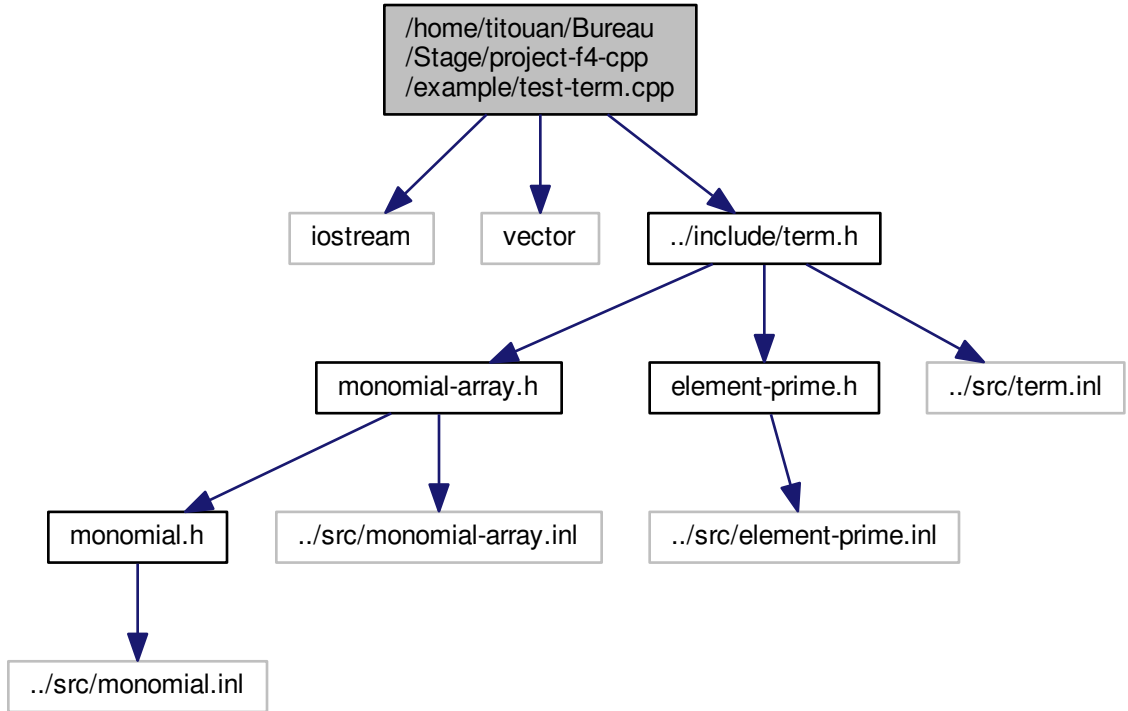 /home/titouan/Bureau
/Stage/project-f4-cpp
/example/test-term.cpp
iostream
vector
../include/term.h
monomial-array.h
element-prime.h
../src/term.inl
monomial.h
../src/monomial-array.inl
../src/element-prime.inl
../src/monomial.inl